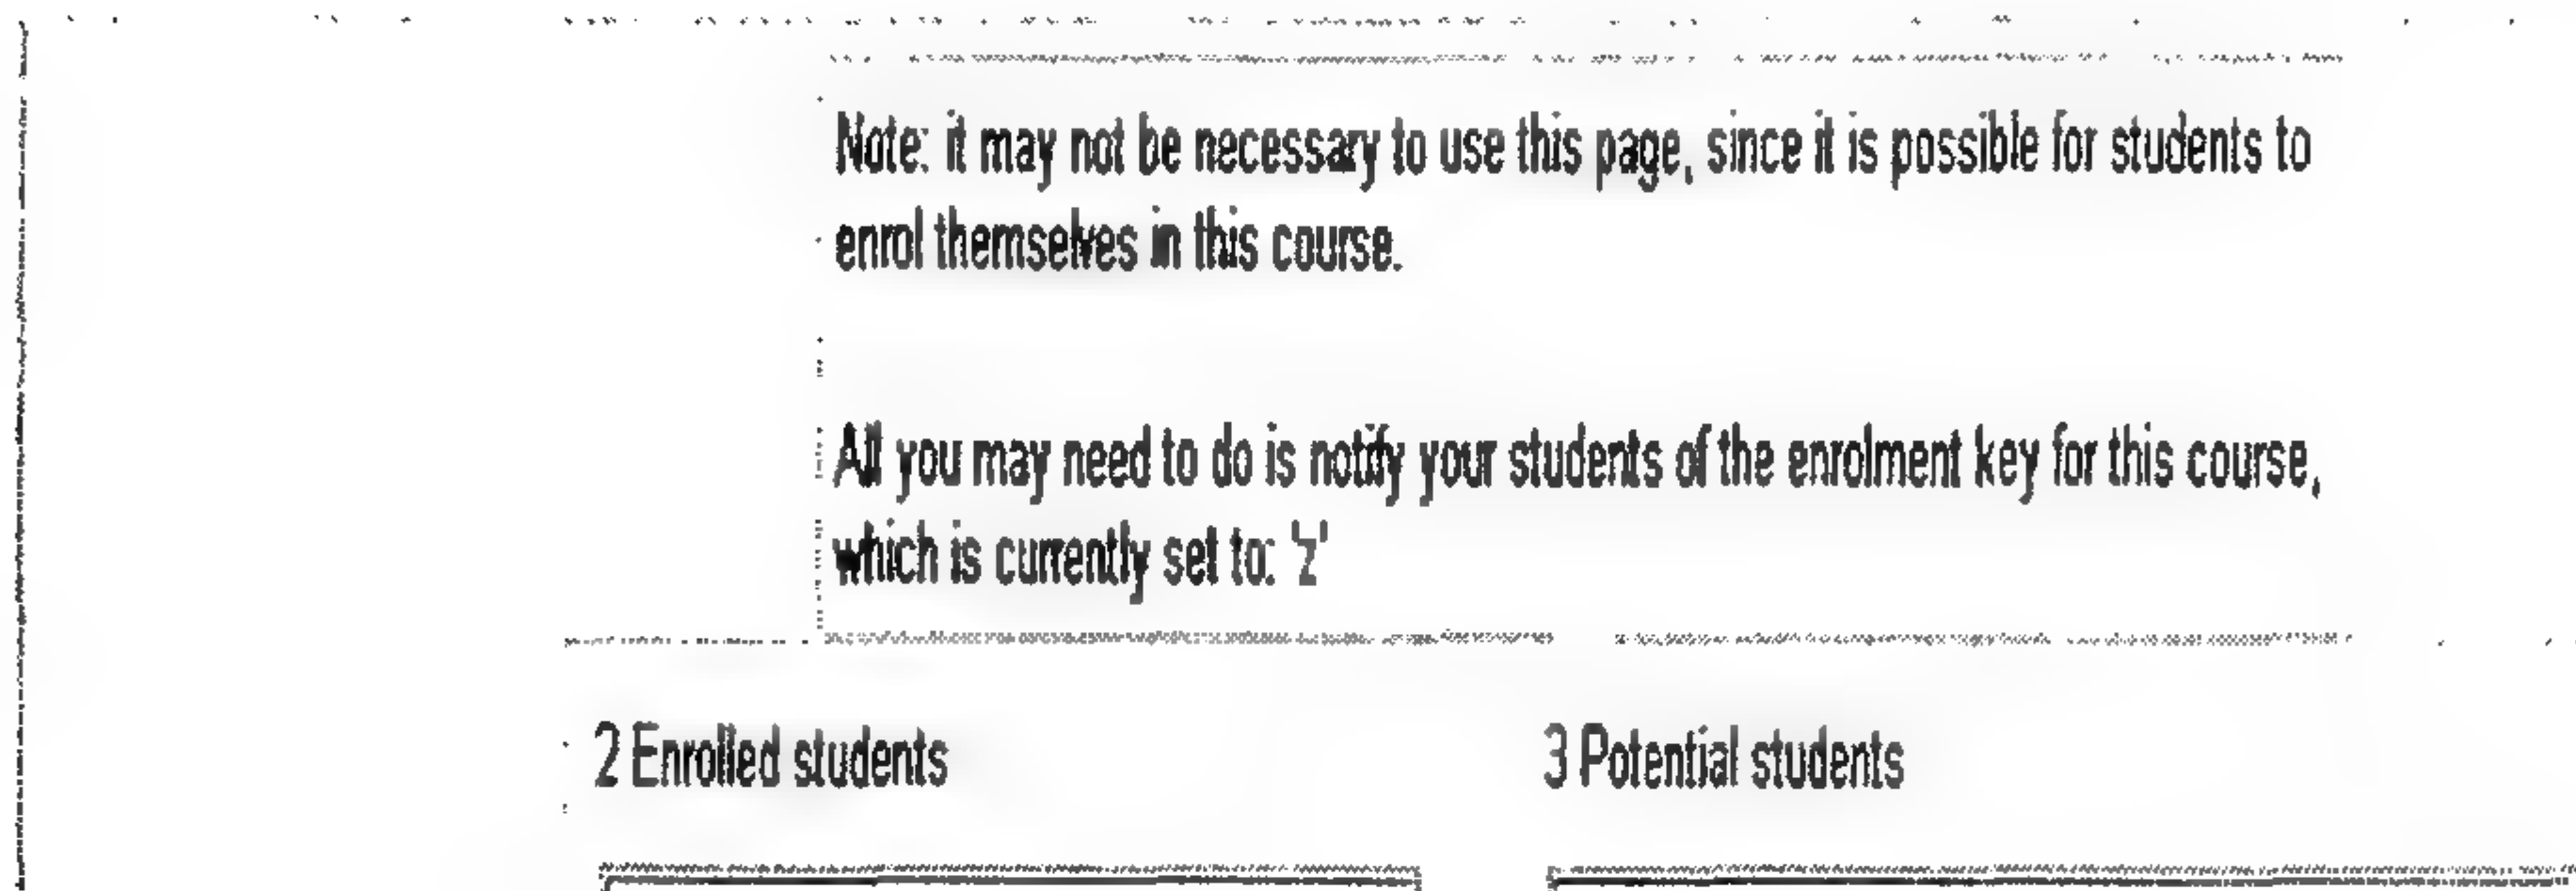 Note: it may not be necessary to use this page, since it is possible for students to
enrol themselves in this course.
All you may need to do is notify your students of the enrolment key for this course,
which is currently set to: 'z'
2 Enrolled students
3 Potential students